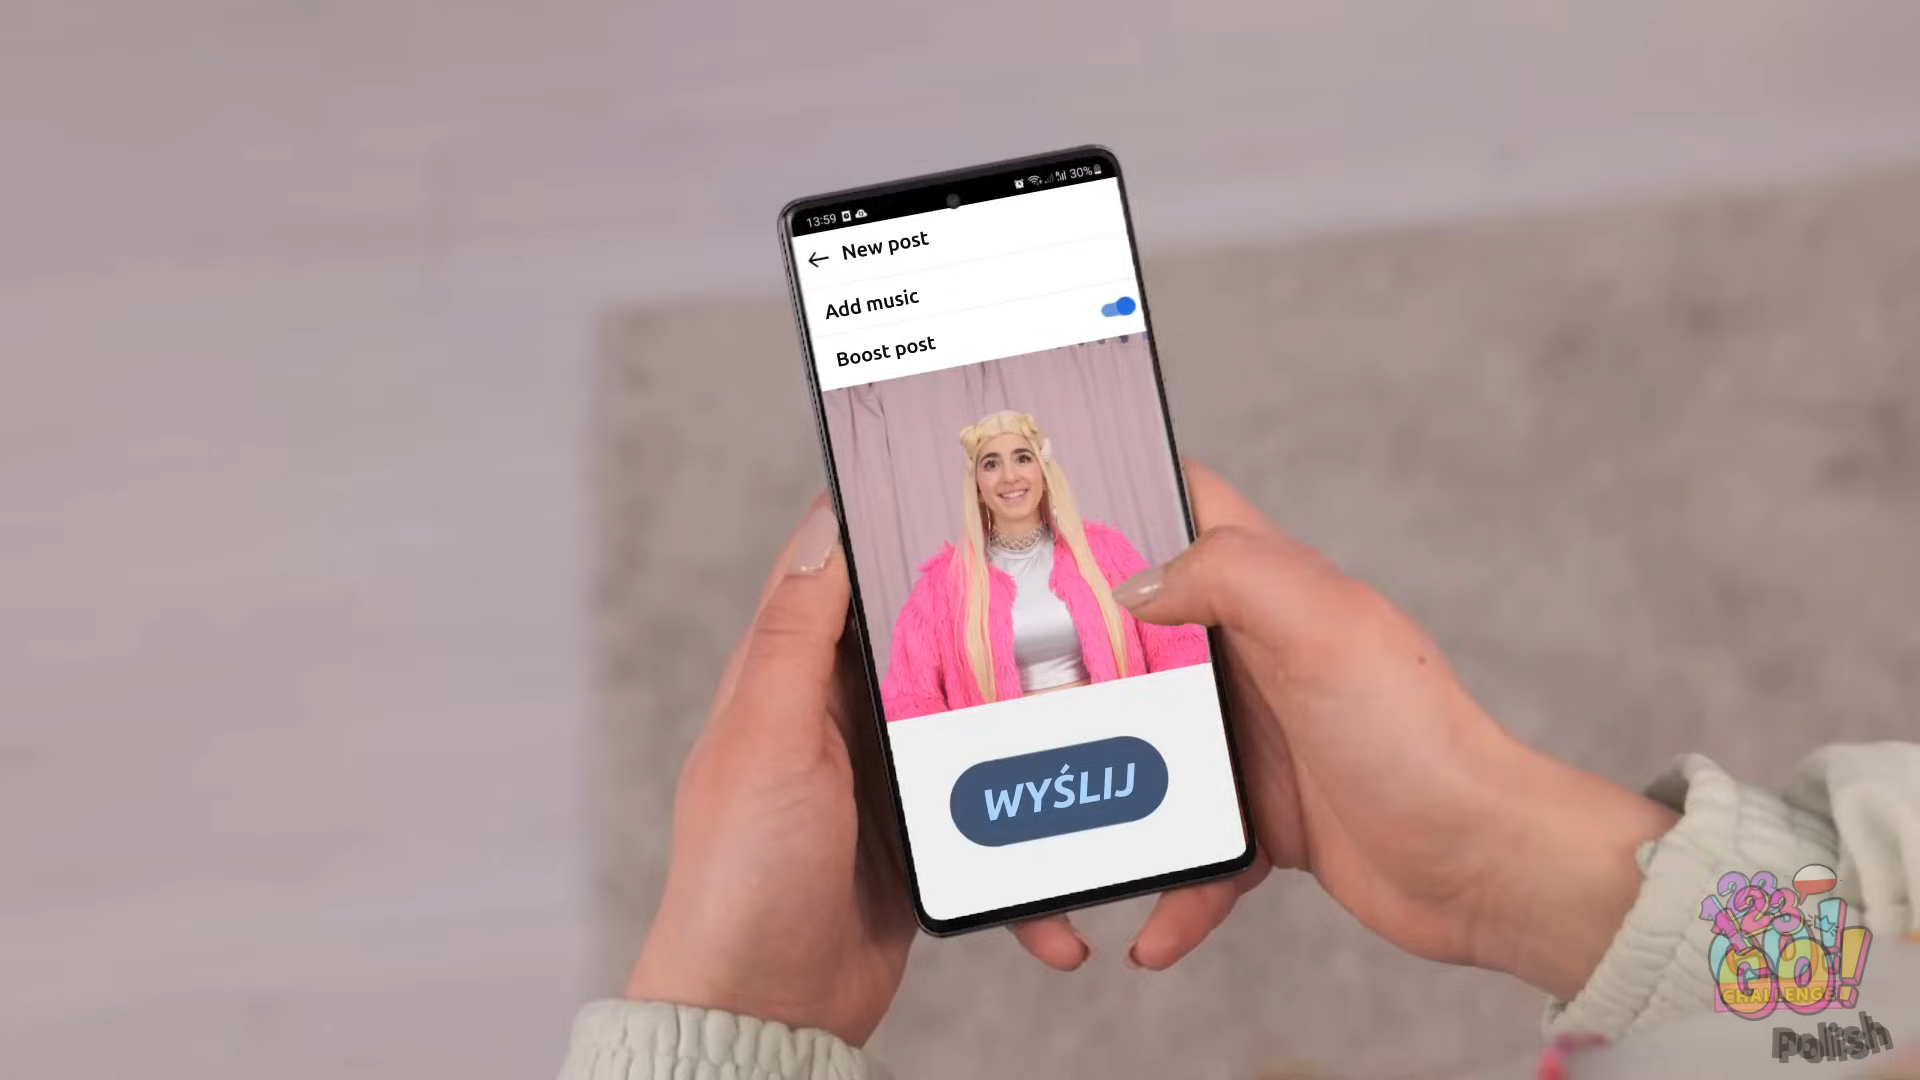 13:59
30%
New post
Add music
Boost post
WYŚLIJ
123
GO!
CHALLENGE
Polish